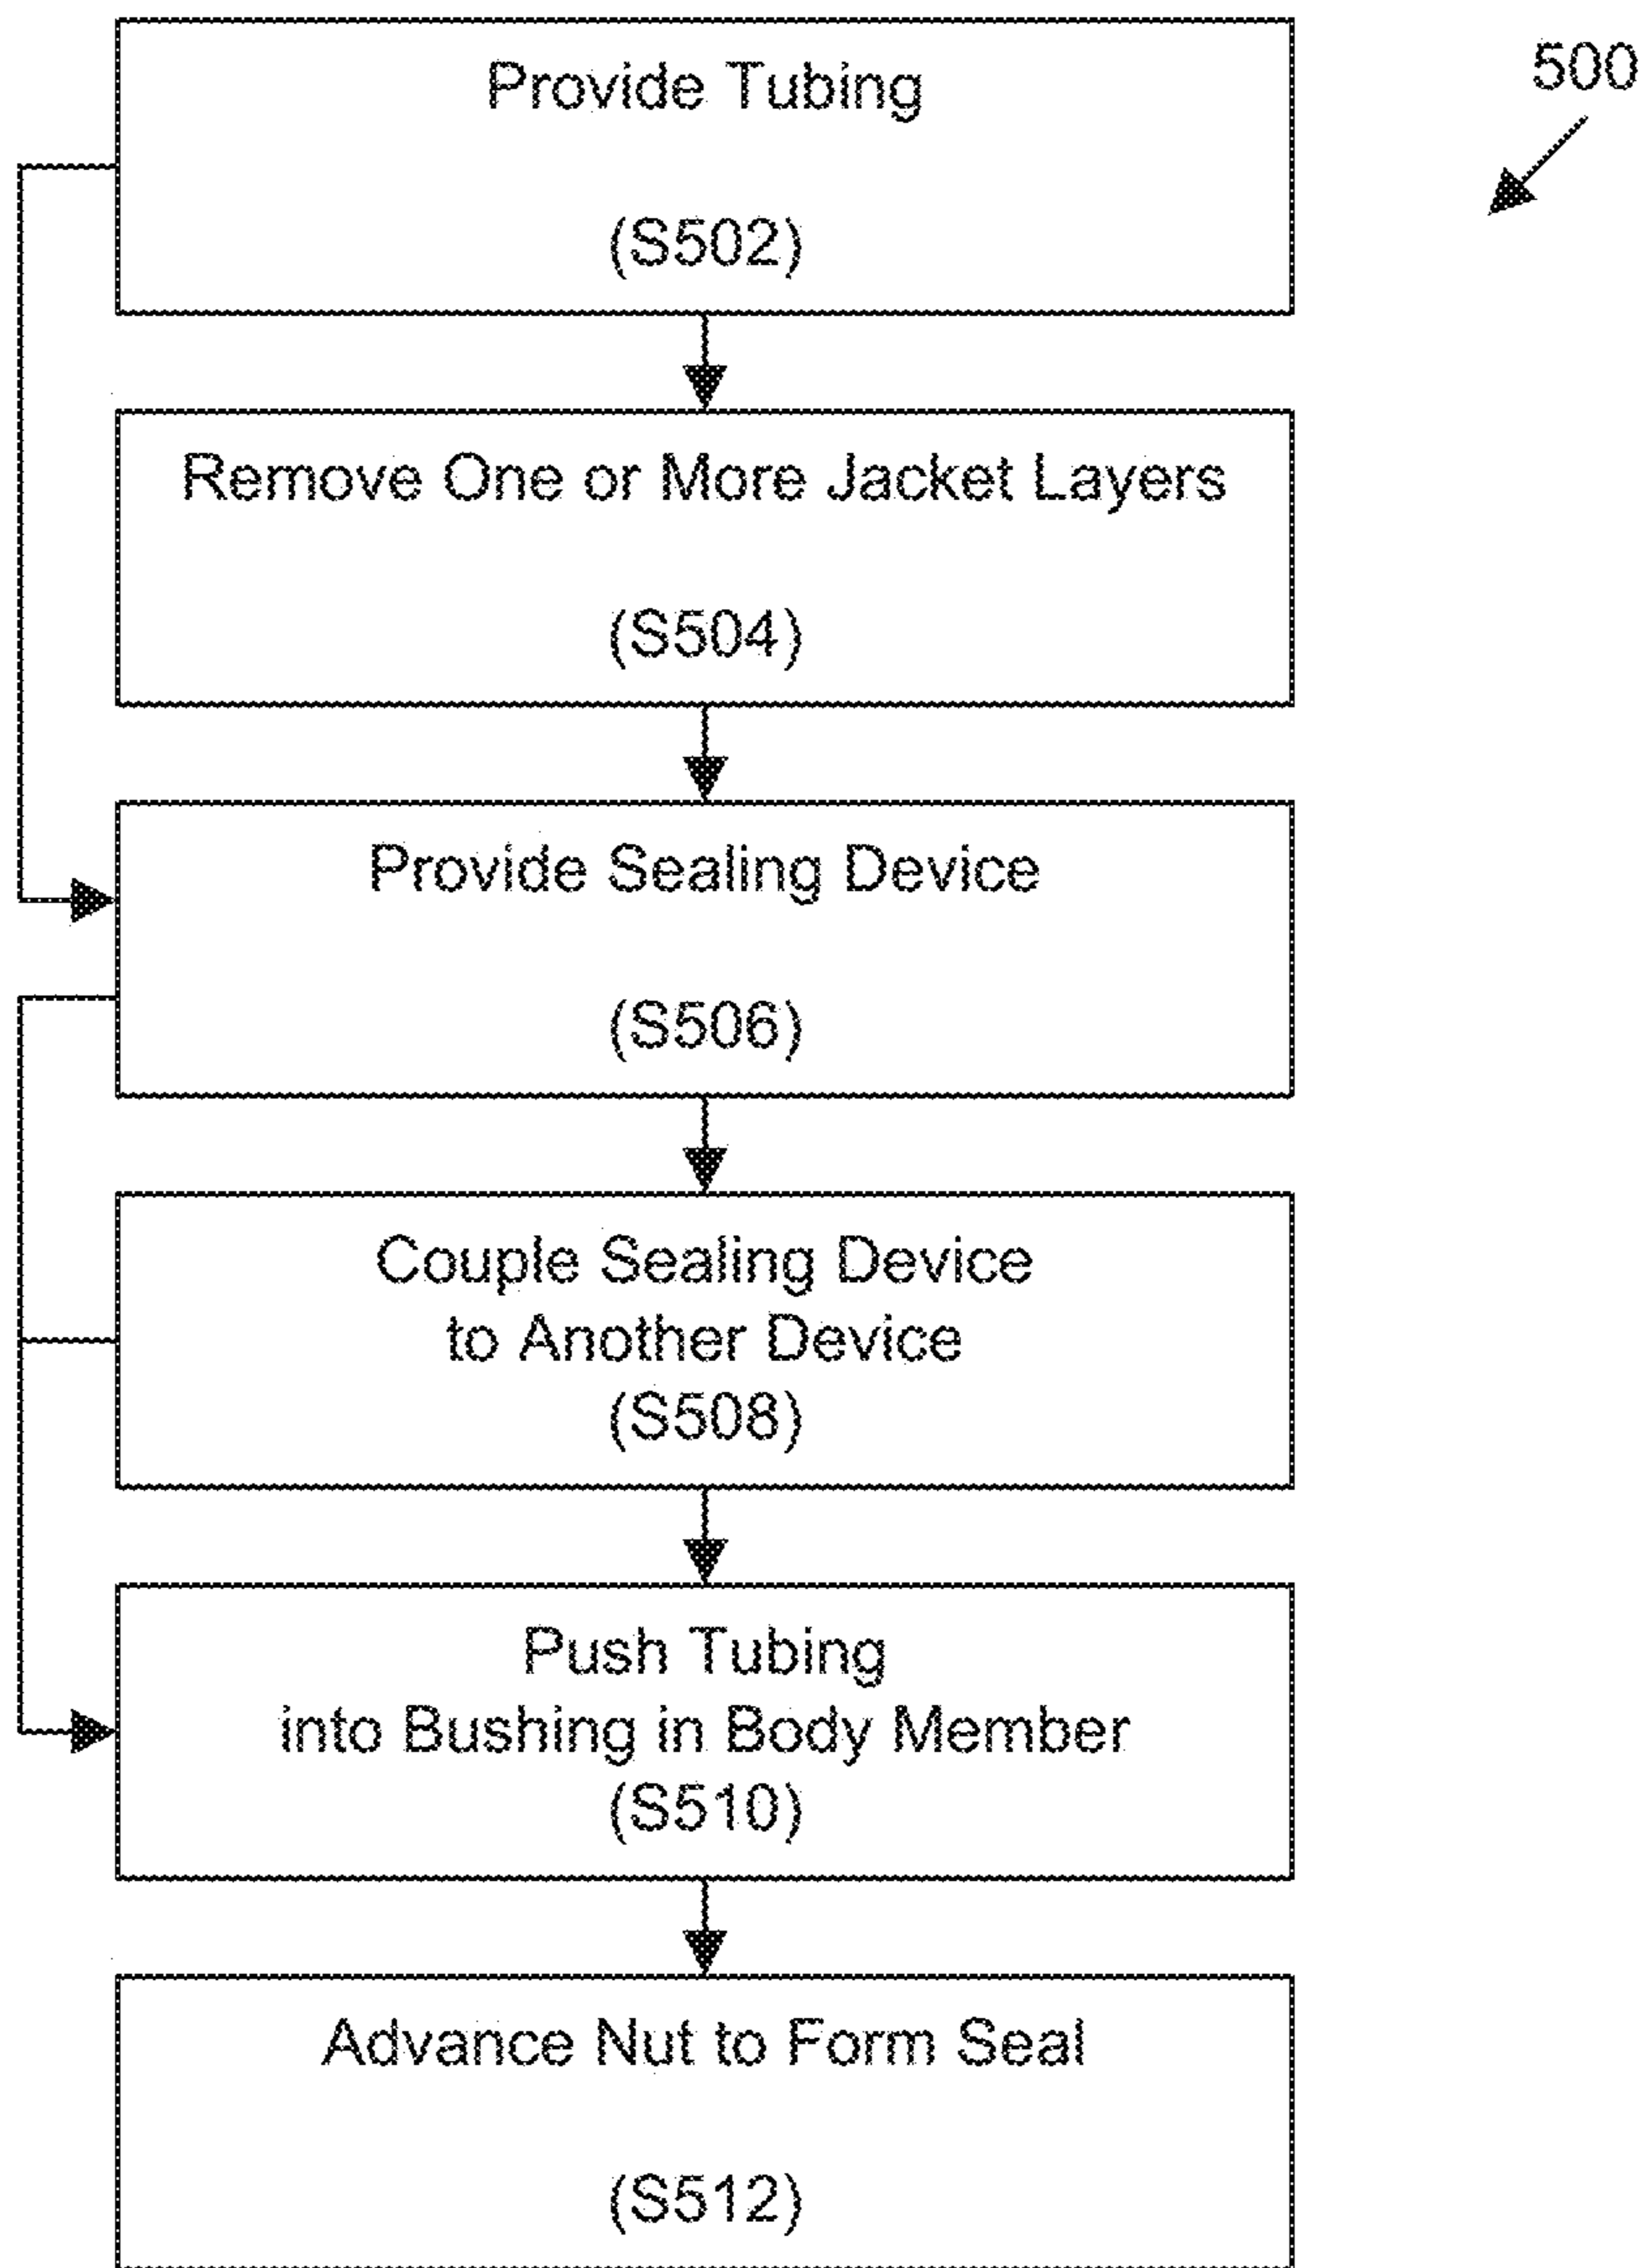 500
Provide Tubing
(S502)
Remove One or More Jacket Layers
(S504)
Provide Sealing Device
(S506)
Couple Sealing Device
to Another Device
(S508)
Push Tubing
into Bushing in Body Member
(S510)
Advance Nut to Form Seal
(S512)